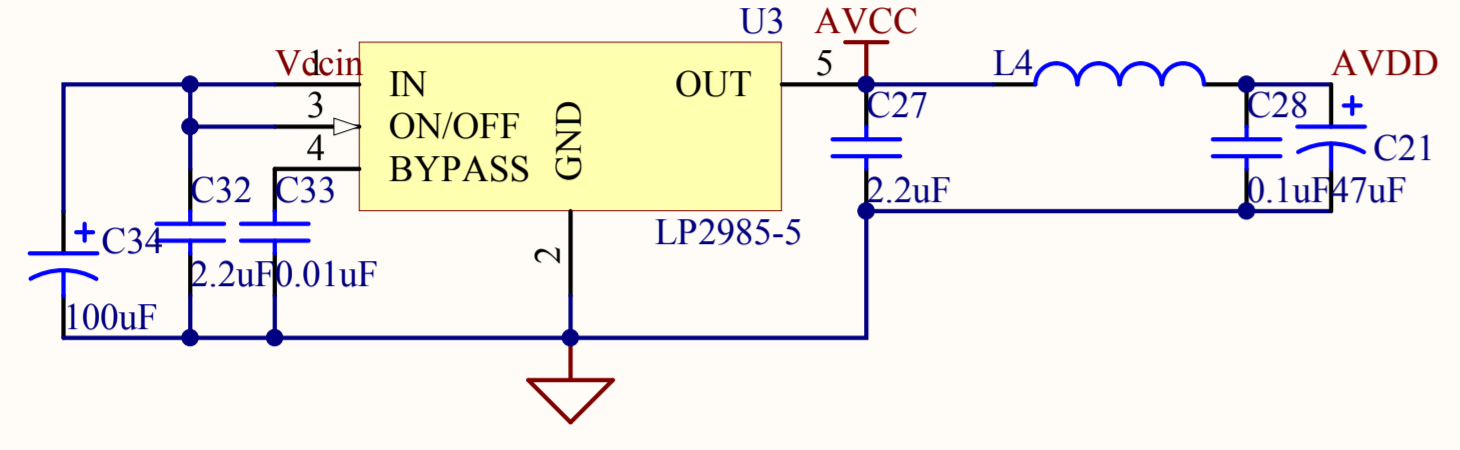 U3 AVCC
Vccin 1 IN OUT 5 L4 AVDD
3 ON/OFF GND C27 C28 +
4 BYPASS C21
C32 C33 2.2uF 0.1uF 47uF
+ C34 LP2985-5
2.2uF 0.01uF 2
100uF